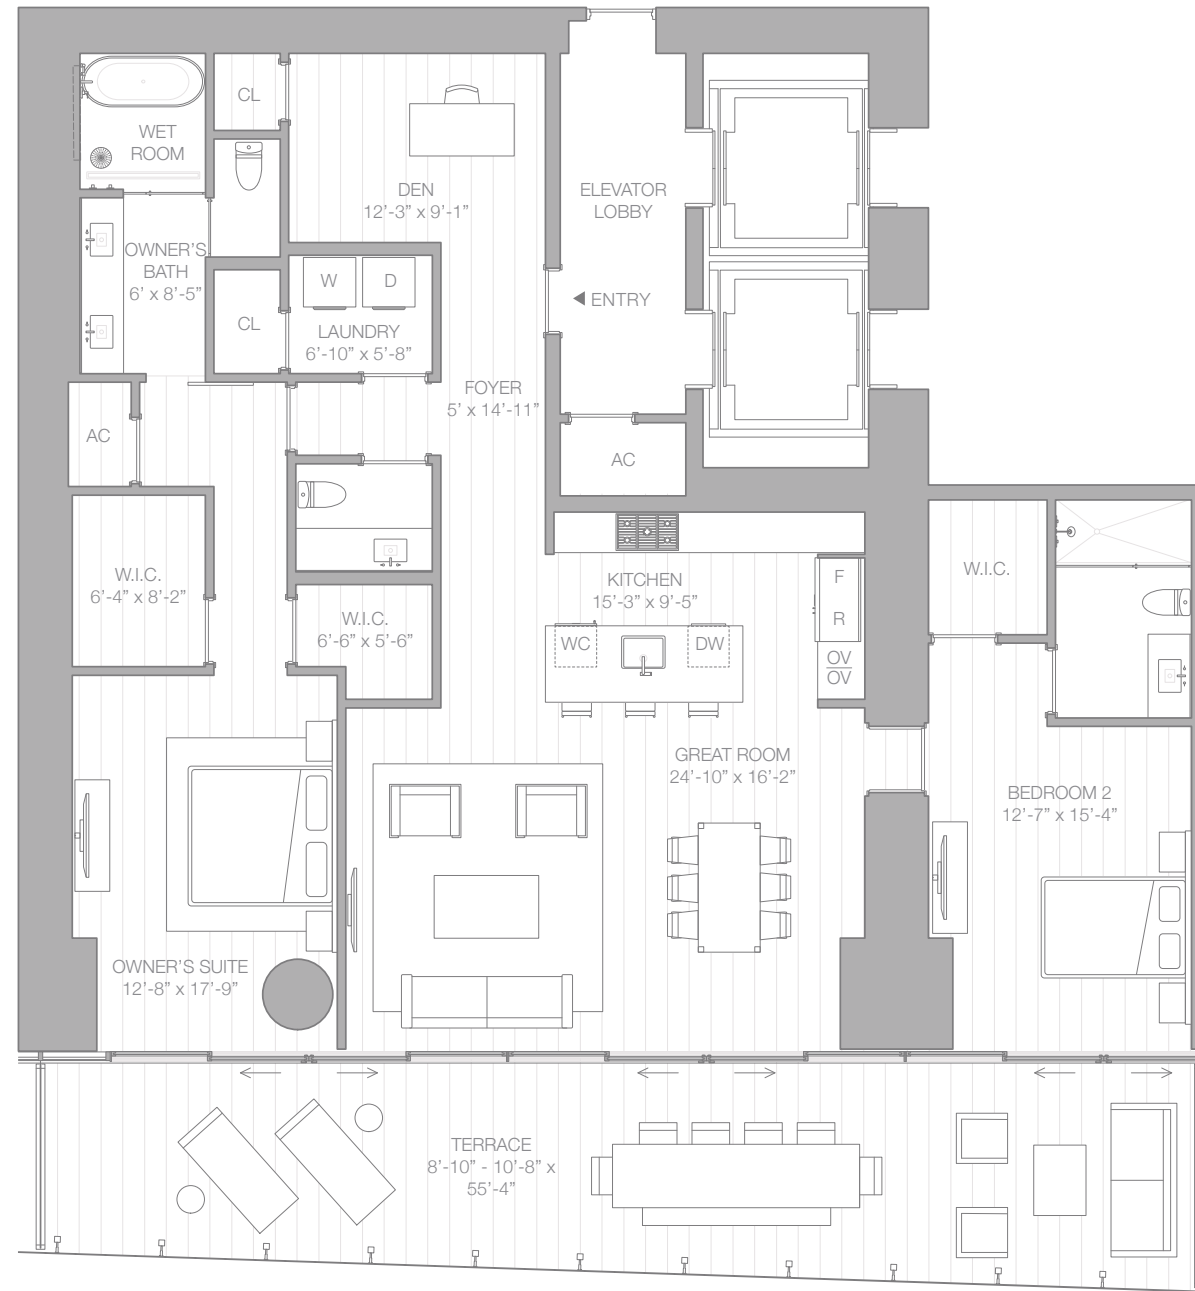 CL
WET
ROOM
DEN
12’-3” x 9’-1”
ELEVATOR
LOBBY
OWNER’S
BATH
6’ x 8’-5”
W
D
CL
LAUNDRY
6’-10” x 5’-8”
ENTRY
FOYER
5’ x 14’-11”
AC
AC
W.I.C.
6’-4” x 8’-2”
W.I.C.
6’-6” x 5’-6”
KITCHEN
15’-3” x 9’-5”
F
R
WC
DW
OV
OV
W.I.C.
GREAT ROOM
24’-10” x 16’-2”
BEDROOM 2
12’-7” x 15’-4”
OWNER’S SUITE
12’-8” x 17’-9”
TERRACE
8’-10” - 10’-8” x
55’-4”